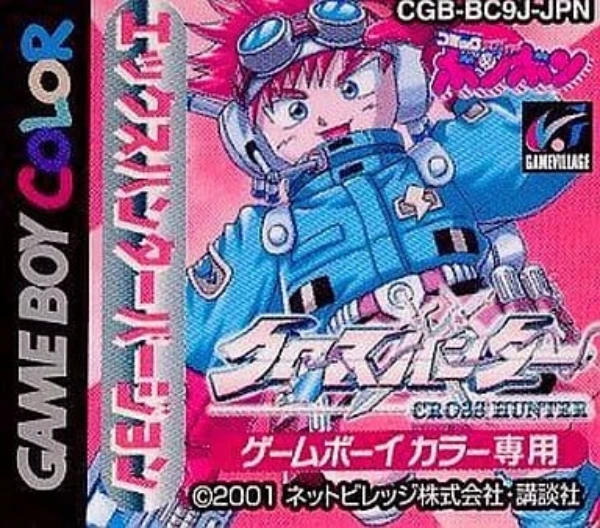 CGB-BC9J-JPN
GAME BOY COLOR
エックスハンターバージョン
コミック
ボンボン
GAMEVILLAGE
クロスハンター
CROSS HUNTER
ゲームボーイカラー専用
©2001 ネットビレッジ株式会社・講談社